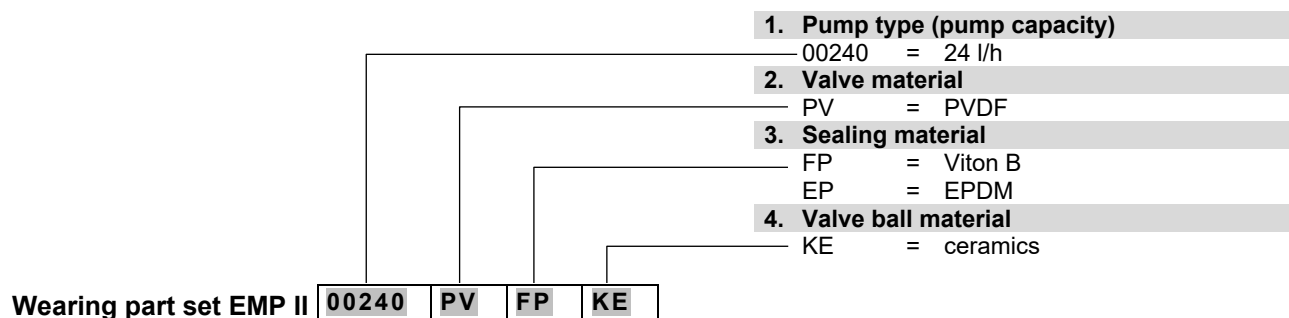 1. Pump type (pump capacity)
00240 = 24 l/h
2. Valve material
PV = PVDF
3. Sealing material
FP = Viton B
EP = EPDM
4. Valve ball material
KE = ceramics
Wearing part set EMP II 00240 PV FP KE